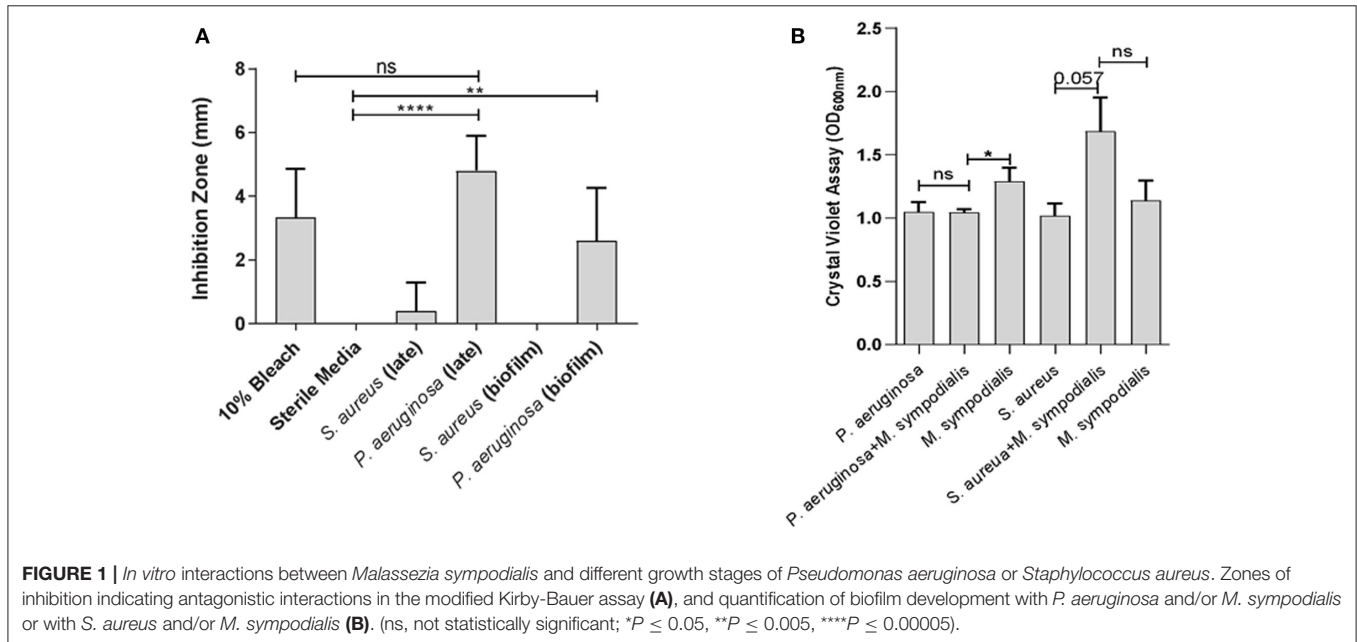 A
ns
**
****
Inhibition Zone (mm)
8
6
4
2
0
10% Bleach
Sterile Media
S. aureus (late)
P. aeruginosa (late)
S. aureus (biofilm)
P. aeruginosa (biofilm)
B
ns
0.057
*
ns
Crystal Violet Assay (OD600nm)
2.5
2.0
1.5
1.0
0.5
0.0
P. aeruginosa
P. aeruginosa+M. sympodialis
M. sympodialis
S. aureus
S. aureua+M. sympodialis
M. sympodialis
FIGURE 1 | In vitro interactions between Malassezia sympodialis and different growth stages of Pseudomonas aeruginosa or Staphylococcus aureus. Zones of
inhibition indicating antagonistic interactions in the modified Kirby-Bauer assay (A), and quantification of biofilm development with P. aeruginosa and/or M. sympodialis
or with S. aureus and/or M. sympodialis (B). (ns, not statistically significant; *P ≤ 0.05, **P ≤ 0.005, ****P ≤ 0.00005).